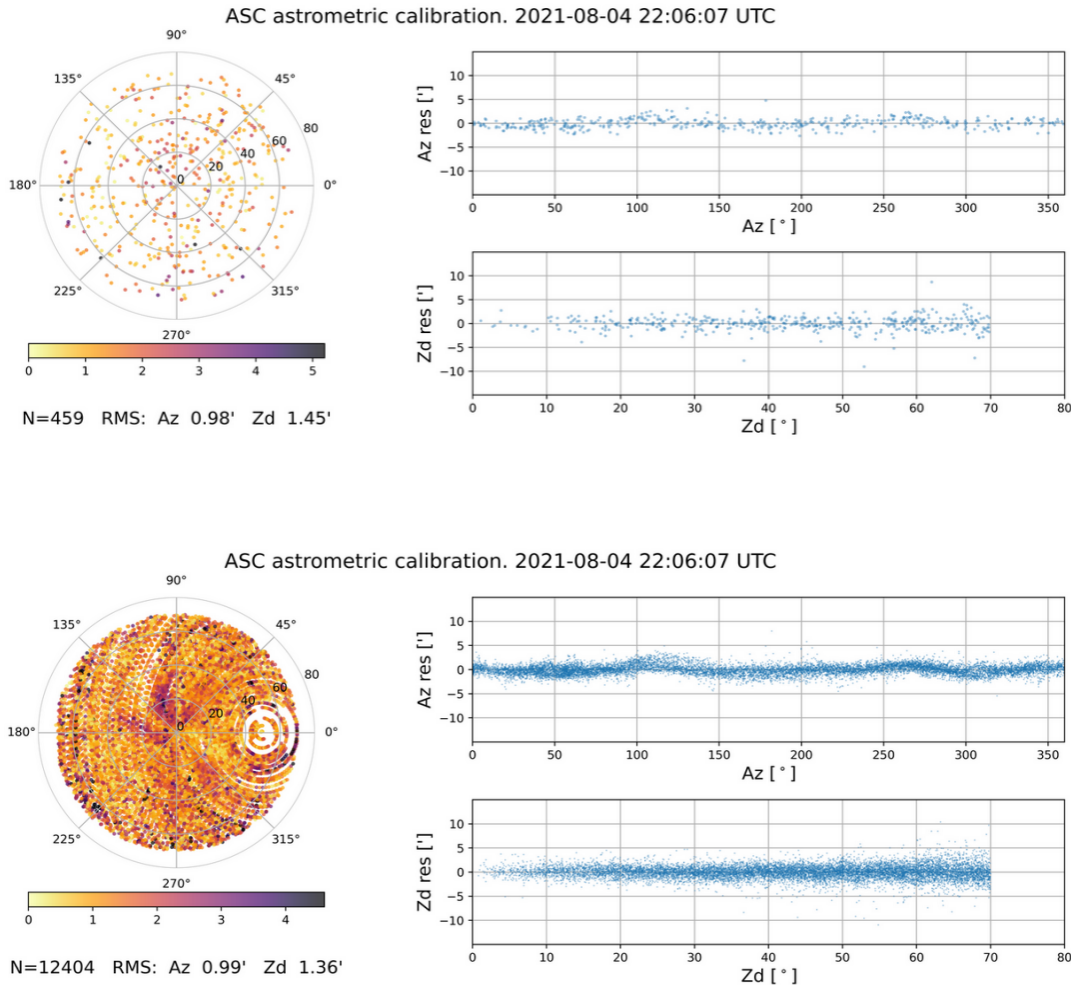 ASC astrometric calibration. 2021-08-04 22:06:07 UTC
90°
135° 45°
180° 0°
225° 315°
270°
0 20 40 60 80
0 1 2 3 4 5
N=459 RMS: Az 0.98' Zd 1.45'
Az res [']
10
5
0
−5
−10
0 50 100 150 200 250 300 350
Az [°]
Zd res [']
10
5
0
−5
−10
0 10 20 30 40 50 60 70 80
Zd [°]
ASC astrometric calibration. 2021-08-04 22:06:07 UTC
90°
135° 45°
180° 0°
225° 315°
270°
0 20 40 60 80
0 1 2 3 4
N=12404 RMS: Az 0.99' Zd 1.36'
Az res [']
10
5
0
−5
−10
0 50 100 150 200 250 300 350
Az [°]
Zd res [']
10
5
0
−5
−10
0 10 20 30 40 50 60 70 80
Zd [°]